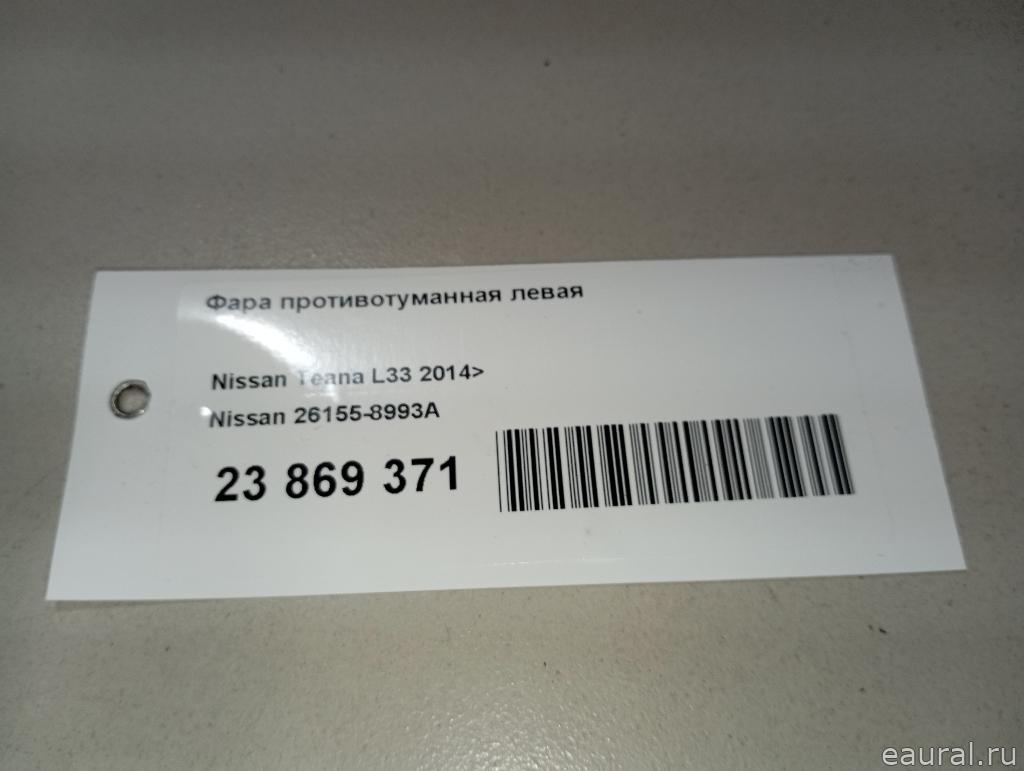 Фара противотуманная левая
Nissan Teana L33 2014>
Nissan 26155-8993A
23 869 371
eaural.ru